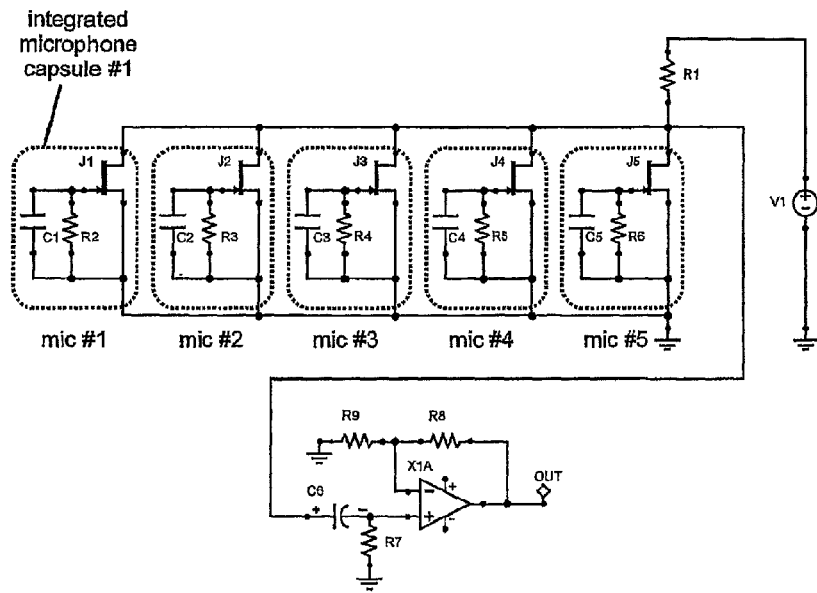 integrated
microphone
capsule #1
R1
J1
J2
J3
J4
J5
V1
+
-
C1
R2
C2
R3
C3
R4
C4
R5
C5
R6
mic #1
mic #2
mic #3
mic #4
mic #5
R9
R8
X1A
+
OUT
C6
+
-
-
+
-
R7